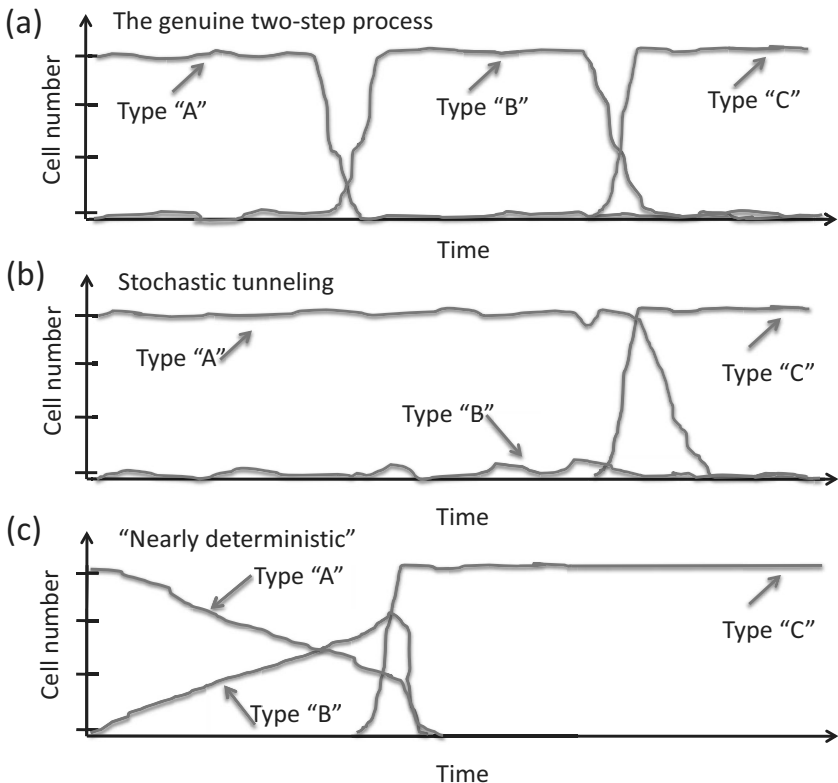 (a)
The genuine two-step process
Cell number
Type “A”
Type “B”
Type “C”
Time
(b)
Stochastic tunneling
Cell number
Type “A”
Type “B”
Type “C”
Time
(c)
“Nearly deterministic”
Cell number
Type “A”
Type “B”
Type “C”
Time